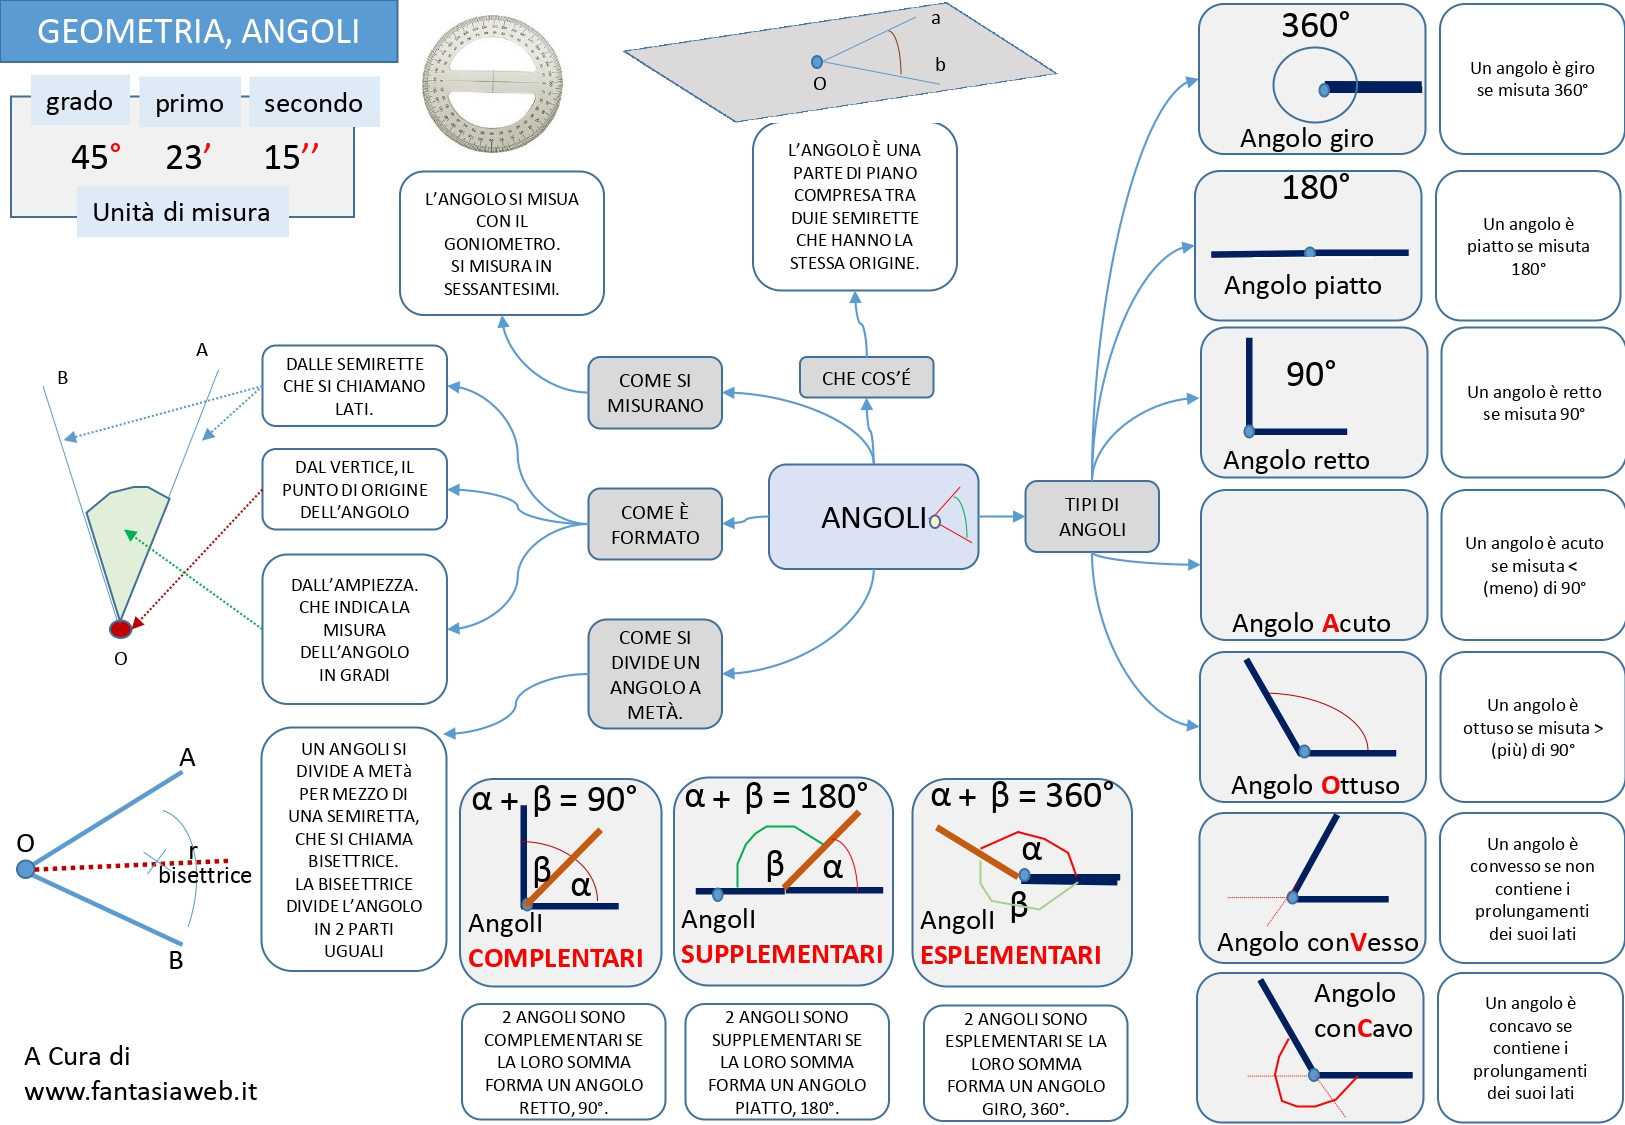 GEOMETRIA, ANGOLI
grado primo secondo
45° 23’ 15’’
Unità di misura
a
b
O
L’ANGOLO SI MISUA
CON IL
GONIOMETRO.
SI MISURA IN
SESSANTESIMI.
L’ANGOLO È UNA
PARTE DI PIANO
COMPRESA TRA
DUIE SEMIRETTE
CHE HANNO LA
STESSA ORIGINE.
COME SI
MISURANO
CHE COS’É
B
A
O
DALLE SEMIRETTE
CHE SI CHIAMANO
LATI.
DAL VERTICE, IL
PUNTO DI ORIGINE
DELL’ANGOLO
DALL’AMPIEZZA.
CHE INDICA LA
MISURA
DELL’ANGOLO
IN GRADI
COME È
FORMATO
ANGOLI
TIPI DI
ANGOLI
COME SI
DIVIDE UN
ANGOLO A
METÀ.
UN ANGOLI SI
DIVIDE A METà
PER MEZZO DI
UNA SEMIRETTA,
CHE SI CHIAMA
BISETTRICE.
LA BISEETTRICE
DIVIDE L’ANGOLO
IN 2 PARTI
UGUALI
A
O
r
bisettrice
B
α + β = 90°
β
α
AngolI
COMPLENTARI
2 ANGOLI SONO
COMPLEMENTARI SE
LA LORO SOMMA
FORMA UN ANGOLO
RETTO, 90°.
α + β = 180°
β
α
AngolI
SUPPLEMENTARI
2 ANGOLI SONO
SUPPLEMENTARI SE
LA LORO SOMMA
FORMA UN ANGOLO
PIATTO, 180°.
α + β = 360°
α
β
AngolI
ESPLEMENTARI
2 ANGOLI SONO
ESPLEMENTARI SE LA
LORO SOMMA
FORMA UN ANGOLO
GIRO, 360°.
360°
Angolo giro
Un angolo è giro
se misuta 360°
180°
Angolo piatto
Un angolo è
piatto se misuta
180°
90°
Angolo retto
Un angolo è retto
se misuta 90°
Angolo Acuto
Un angolo è acuto
se misuta <
(meno) di 90°
Angolo Ottuso
Un angolo è
ottuso se misuta >
(più) di 90°
Angolo conVesso
Un angolo è
convesso se non
contiene i
prolungamenti
dei suoi lati
Angolo
conCavo
Un angolo è
concavo se
contiene i
prolungamenti
dei suoi lati
A Cura di
www.fantasiaweb.it